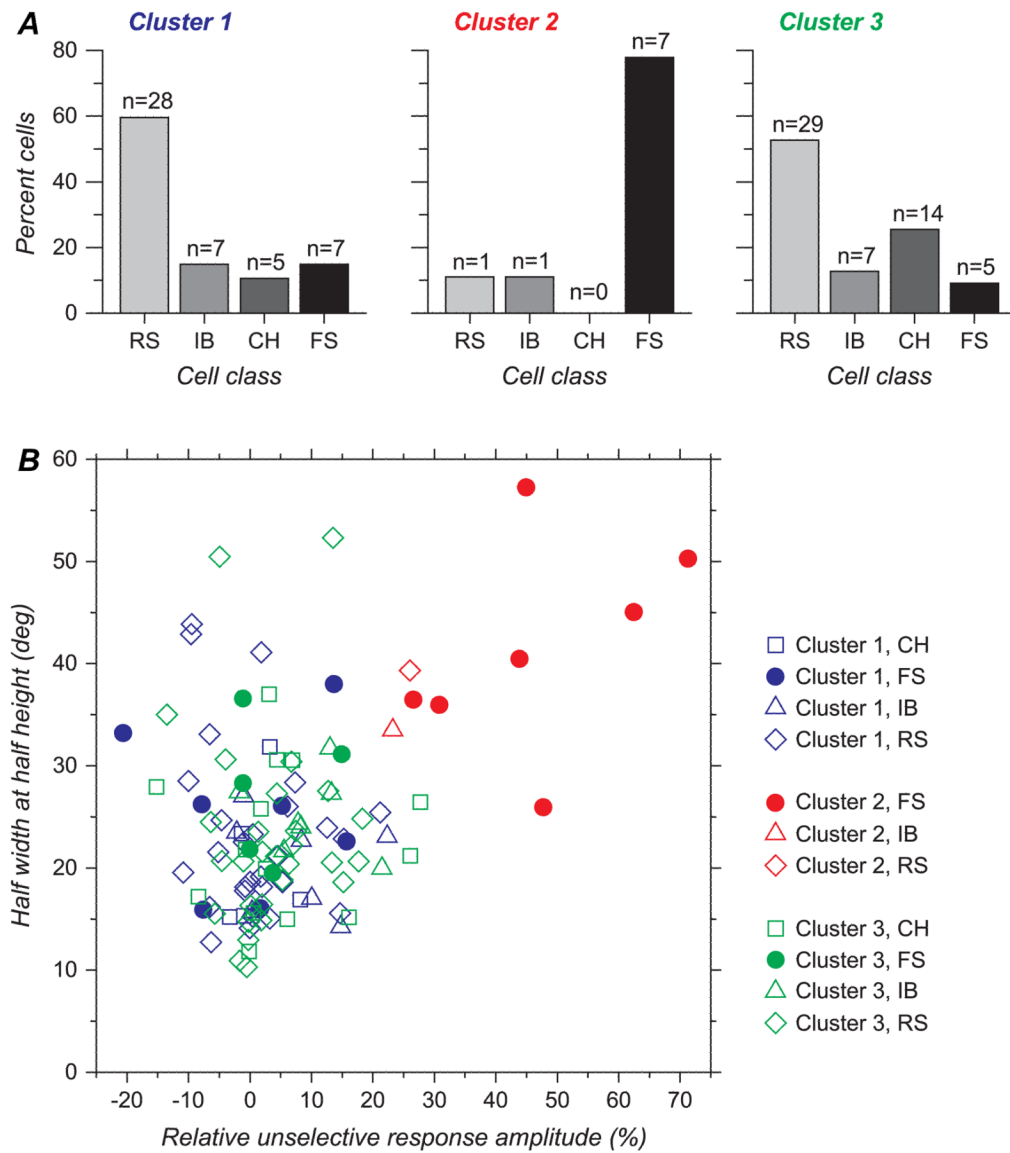 A
Cluster 1
Cluster 2
Cluster 3
Percent cells
80
60
40
20
0
n=28
n=7
n=5
n=7
RS IB CH FS
Cell class
n=1
n=1
n=0
n=7
RS IB CH FS
Cell class
n=29
n=7
n=14
n=5
RS IB CH FS
Cell class
B
Half width at half height (deg)
60
50
40
30
20
10
0
-20 -10 0 10 20 30 40 50 60 70
Relative unselective response amplitude (%)
Cluster 1, CH
Cluster 1, FS
Cluster 1, IB
Cluster 1, RS
Cluster 2, FS
Cluster 2, IB
Cluster 2, RS
Cluster 3, CH
Cluster 3, FS
Cluster 3, IB
Cluster 3, RS